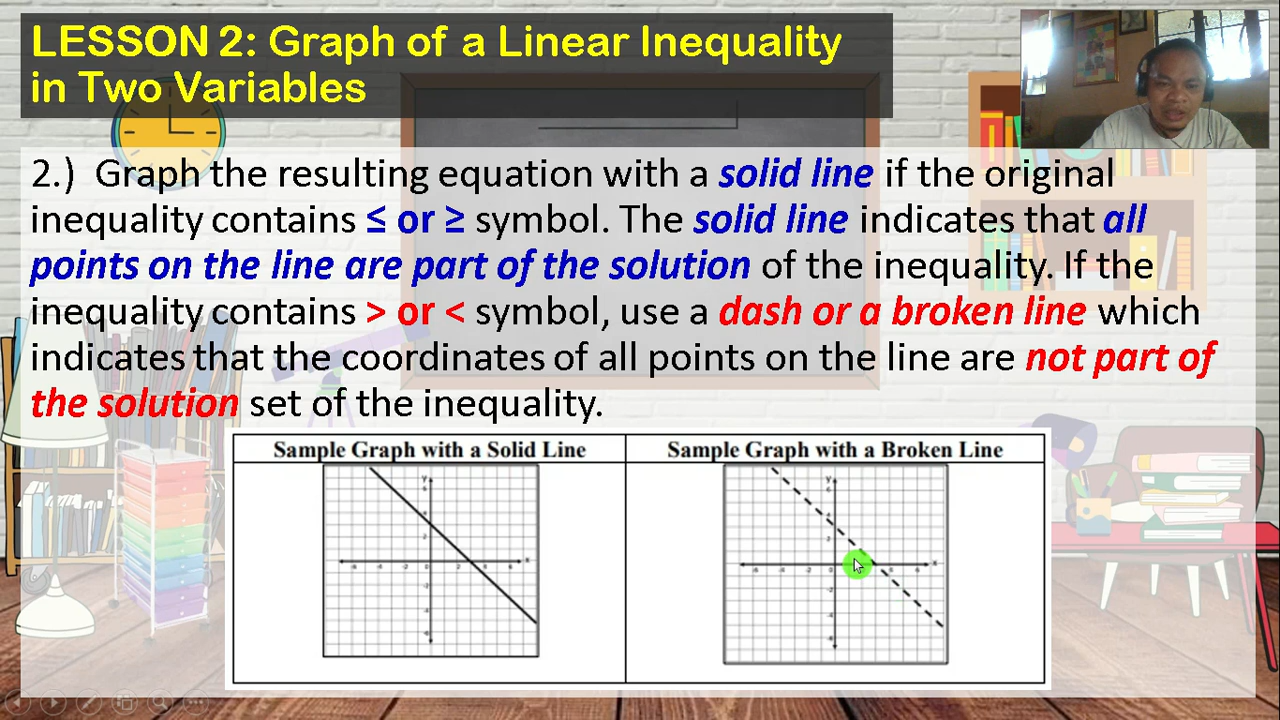 LESSON 2: Graph of a Linear Inequality
in Two Variables
2.) Graph the resulting equation with a solid line if the original
inequality contains ≤ or ≥ symbol. The solid line indicates that all
points on the line are part of the solution of the inequality. If the
inequality contains > or < symbol, use a dash or a broken line which
indicates that the coordinates of all points on the line are not part of
the solution set of the inequality.
Sample Graph with a Solid Line
Sample Graph with a Broken Line